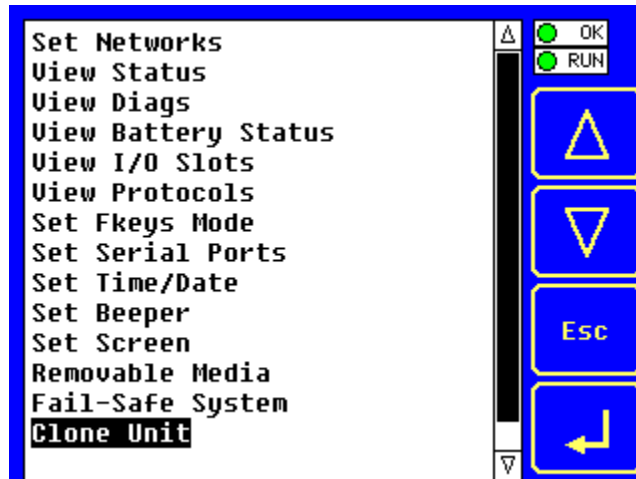 Set Networks
View Status
View Diags
View Battery Status
View I/O Slots
View Protocols
Set Fkeys Mode
Set Serial Ports
Set Time/Date
Set Beeper
Set Screen
Removable Media
Fail-Safe System
Clone Unit
OK
RUN
Esc